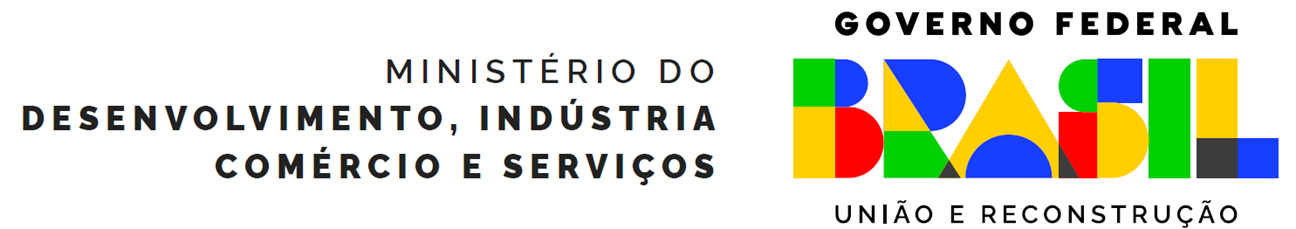 MINISTÉRIO DO
DESENVOLVIMENTO, INDÚSTRIA
COMÉRCIO E SERVIÇOS
GOVERNO FEDERAL
BRASIL
UNIÃO E RECONSTRUÇÃO